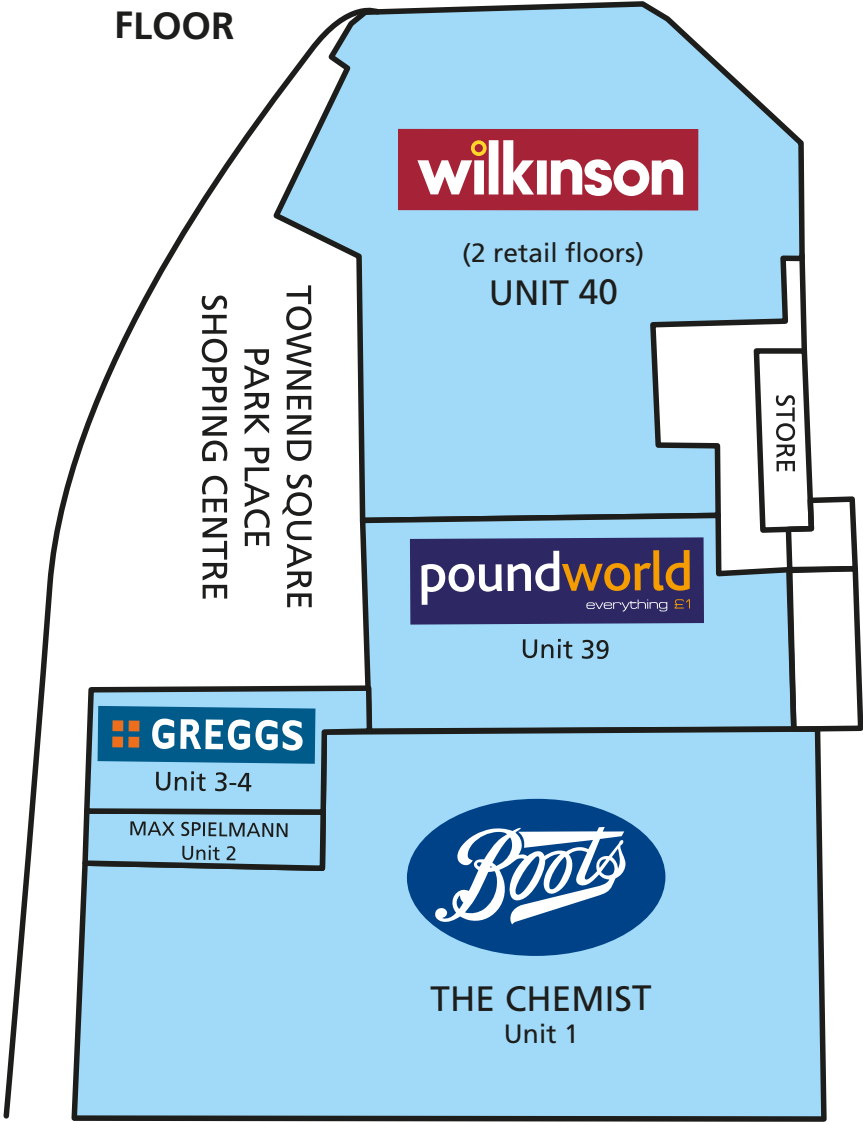 FLOOR
wilkinson
(2 retail floors)
UNIT 40
TOWNEND SQUARE
PARK PLACE
SHOPPING CENTRE
STORE
poundworld
everything £1
Unit 39
GREGGS
Unit 3-4
MAX SPIELMANN
Unit 2
Boots
THE CHEMIST
Unit 1